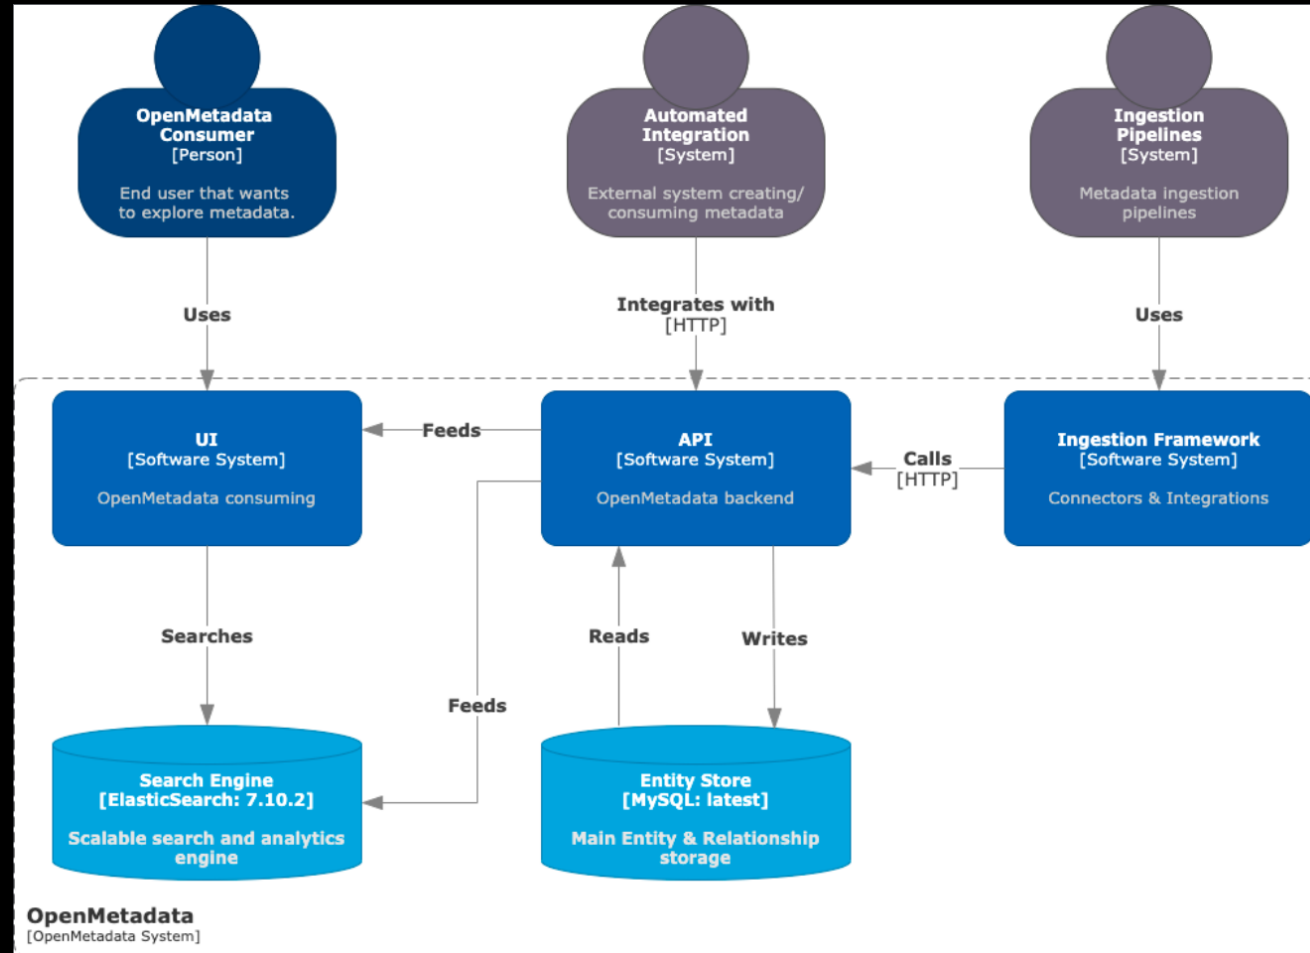 OpenMetadata
Consumer
[Person]
End user that wants
to explore metadata.
Automated
Integration
[System]
External system creating/
consuming metadata
Ingestion
Pipelines
[System]
Metadata ingestion
pipelines
Uses
Integrates with
[HTTP]
Uses
UI
[Software System]
OpenMetadata consuming
Feeds
API
[Software System]
OpenMetadata backend
Calls
[HTTP]
Ingestion Framework
[Software System]
Connectors & Integrations
Searches
Feeds
Reads
Writes
Search Engine
[ElasticSearch: 7.10.2]
Scalable search and analytics
engine
Entity Store
[MySQL: latest]
Main Entity & Relationship
storage
OpenMetadata
[OpenMetadata System]